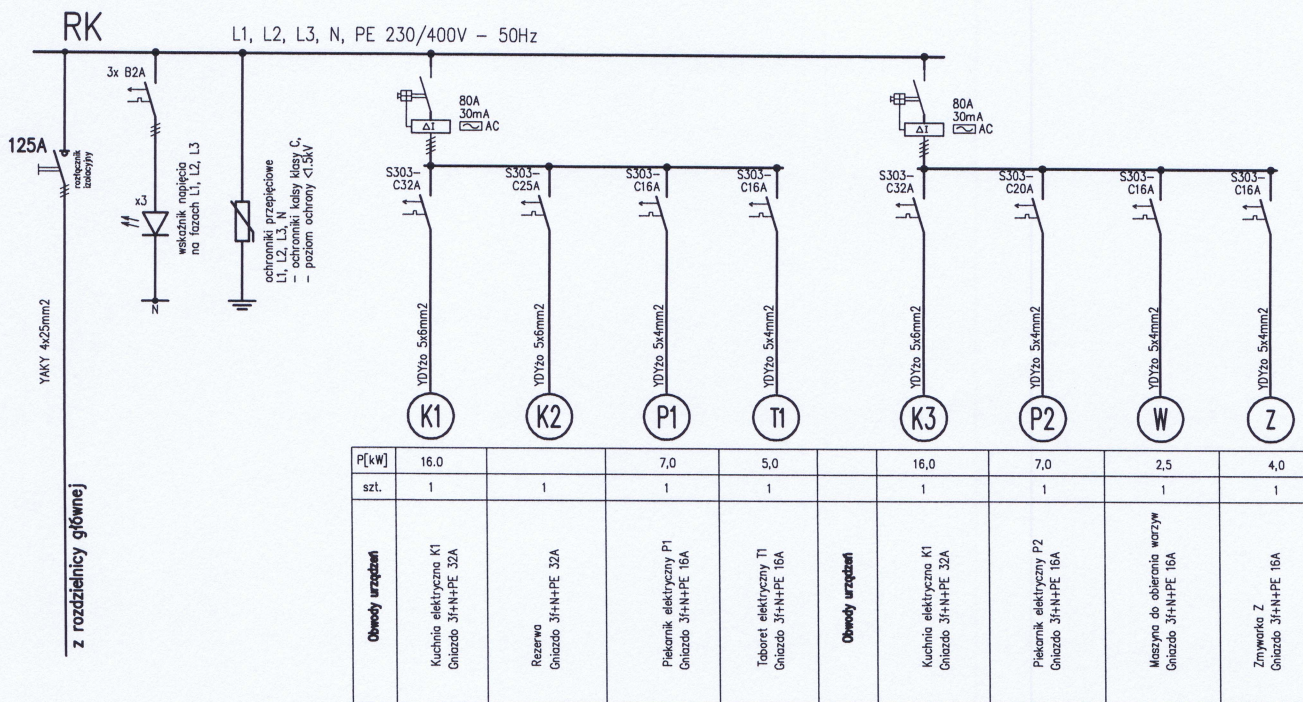 RK
L1, L2, L3, N, PE 230/400V – 50Hz
3x B2A
125A
rozłącznik
izolacyjny
x3
wskaźnik napięcia
na fazach L1, L2, L3
N
ochronniki przepięciowe
L1, L2, L3, N
– ochronniki kalsy klasy C,
– poziom ochrony <1.5kV
YAKY 4x25mm2
z rozdzielnicy głównej
80A
30mA
AC
ΔI
80A
30mA
AC
ΔI
S303–
C32A
S303–
C25A
S303–
C16A
S303–
C16A
S303–
C32A
S303–
C20A
S303–
C16A
S303–
C16A
YDYżo 5x6mm2
YDYżo 5x6mm2
YDYżo 5x4mm2
YDYżo 5x4mm2
YDYżo 5x6mm2
YDYżo 5x4mm2
YDYżo 5x4mm2
YDYżo 5x4mm2
K1
K2
P1
T1
K3
P2
W
Z
P[kW] 16.0 7,0 5,0 16,0 7,0 2,5 4,0
szt. 1 1 1 1 1 1 1 1
Obwody urządzeń
Kuchnia elektryczna K1
Gniazdo 3f+N+PE 32A
Rezerwa
Gniazdo 3f+N+PE 32A
Piekarnik elektryczny P1
Gniazdo 3f+N+PE 16A
Taboret elektryczny T1
Gniazdo 3f+N+PE 16A
Obwody urządzeń
Kuchnia elektryczna K1
Gniazdo 3f+N+PE 32A
Piekarnik elektryczny P2
Gniazdo 3f+N+PE 16A
Maszyna do obierania warzyw
Gniazdo 3f+N+PE 16A
Zmywarka Z
Gniazdo 3f+N+PE 16A